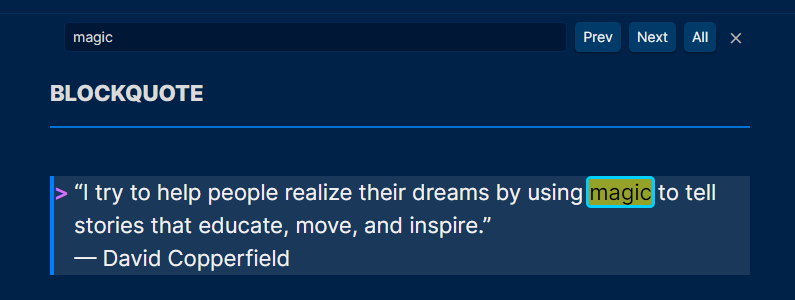 magic
Prev Next All ×
BLOCKQUOTE
> “I try to help people realize their dreams by using magic to tell
stories that educate, move, and inspire.”
— David Copperfield